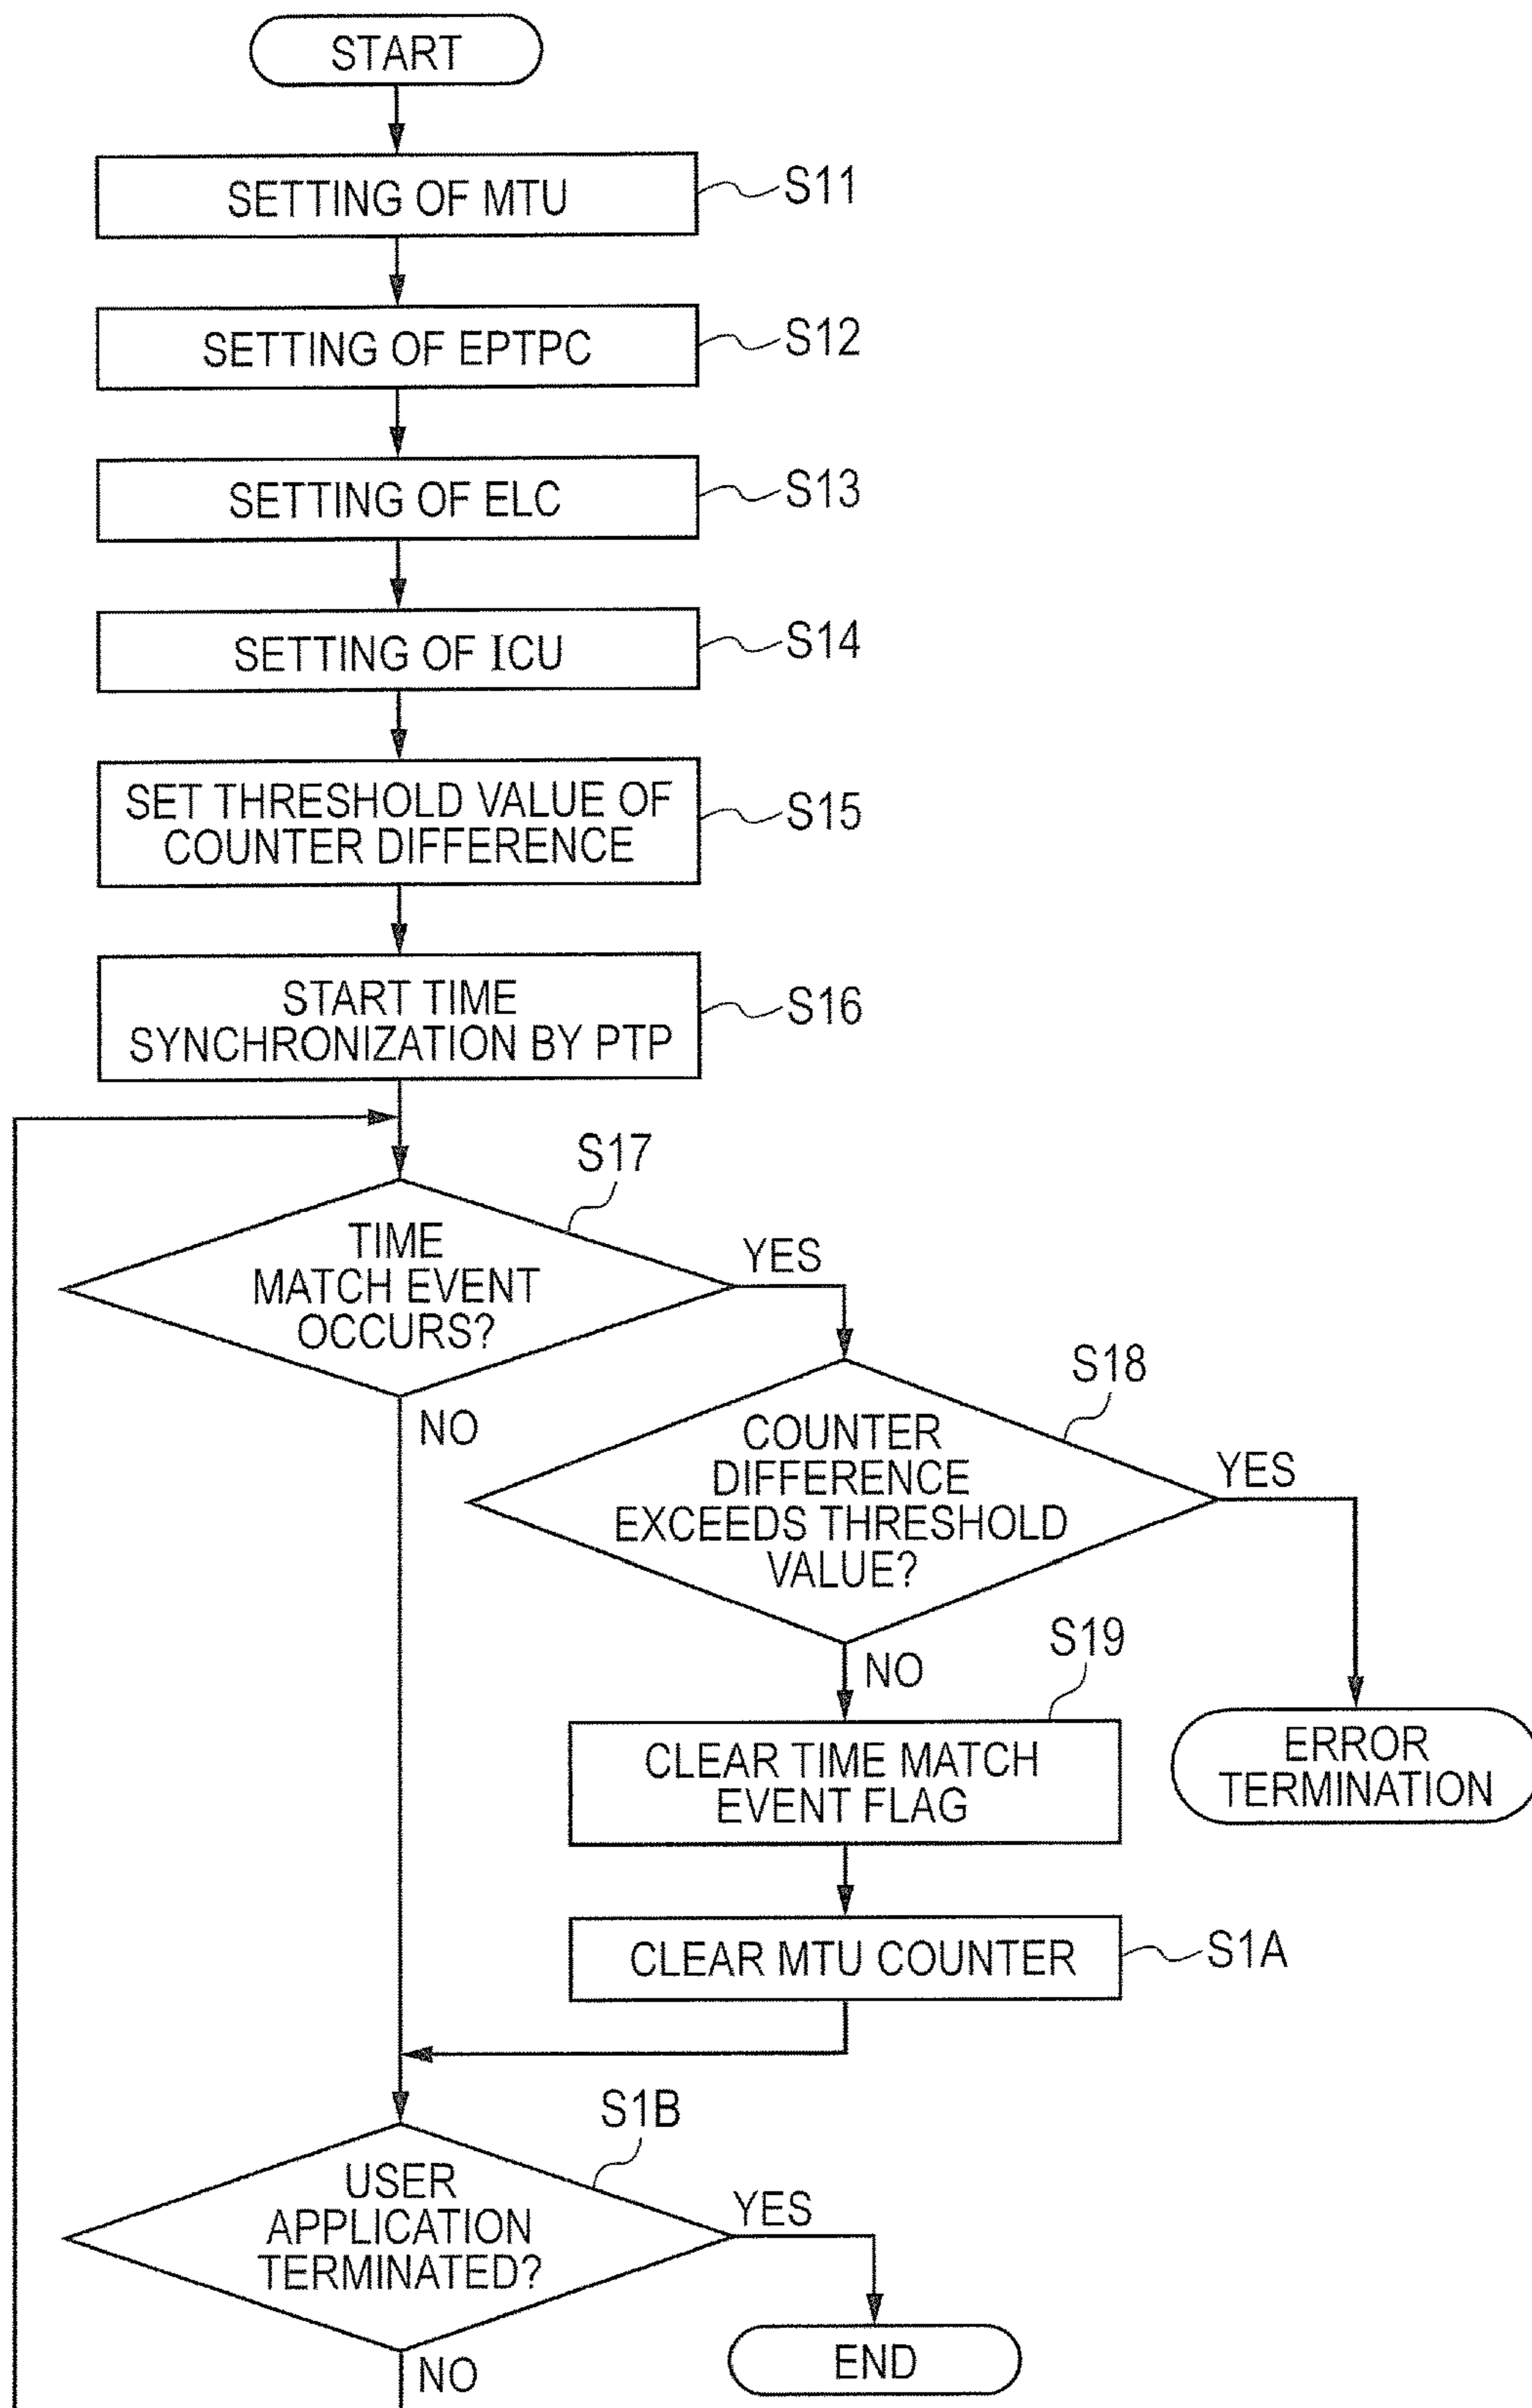 START
SETTING OF MTU
S11
SETTING OF EPTPC
S12
SETTING OF ELC
S13
SETTING OF ICU
S14
SET THRESHOLD VALUE OF
COUNTER DIFFERENCE
S15
START TIME
SYNCHRONIZATION BY PTP
S16
S17
TIME
MATCH EVENT
OCCURS?
YES
NO
S18
COUNTER
DIFFERENCE
EXCEEDS THRESHOLD
VALUE?
YES
NO
S19
CLEAR TIME MATCH
EVENT FLAG
ERROR
TERMINATION
CLEAR MTU COUNTER
S1A
S1B
USER
APPLICATION
TERMINATED?
YES
NO
END